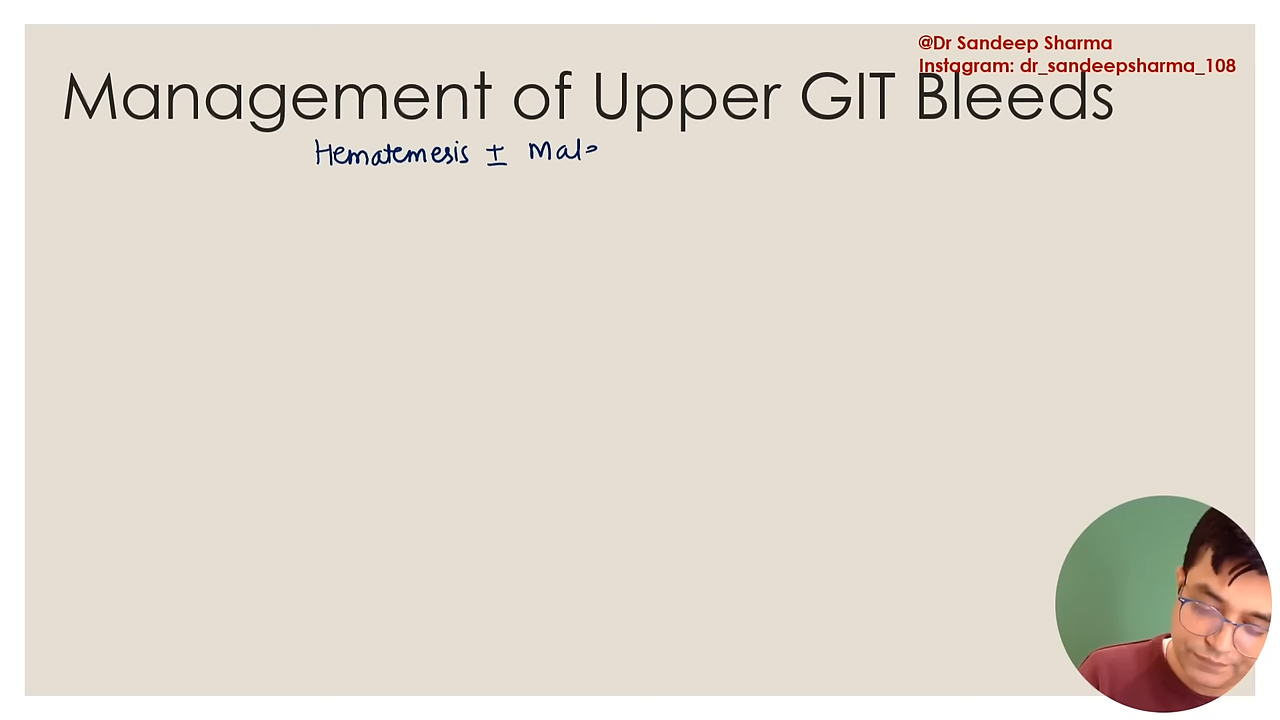 @Dr Sandeep Sharma
Instagram: dr_sandeepsharma_108
Management of Upper GIT Bleeds
Hematemesis ± Mal